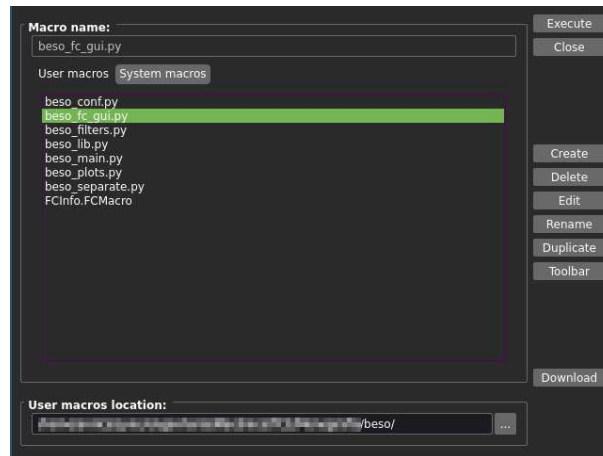 Macro name:
beso_fc_gui.py
User macros System macros
beso_conf.py
beso_fc_gui.py
beso_filters.py
beso_lib.py
beso_main.py
beso_plots.py
beso_separate.py
FCInfo.FCMacro
User macros location:
/beso/
...
Execute
Close
Create
Delete
Edit
Rename
Duplicate
Toolbar
Download